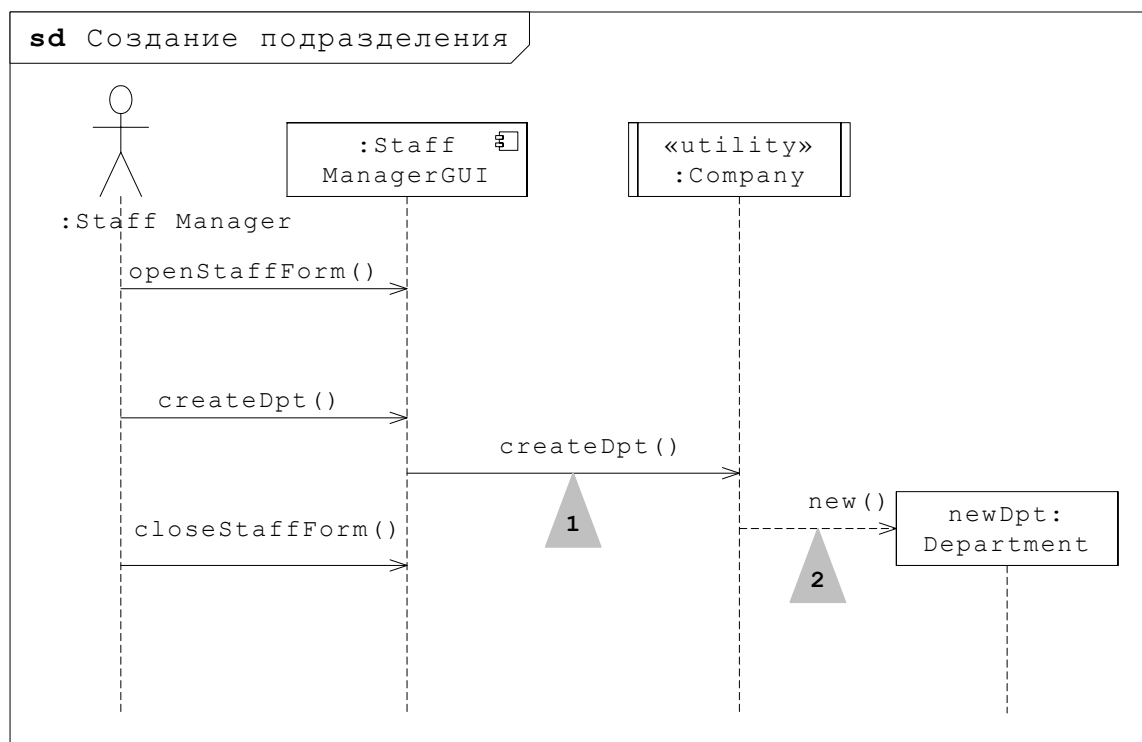 sd Создание подразделения
:Staff
ManagerGUI
«utility»
:Company
:Staff Manager
openStaffForm()
createDpt()
createDpt()
1
new()
newDpt:
Department
closeStaffForm()
2